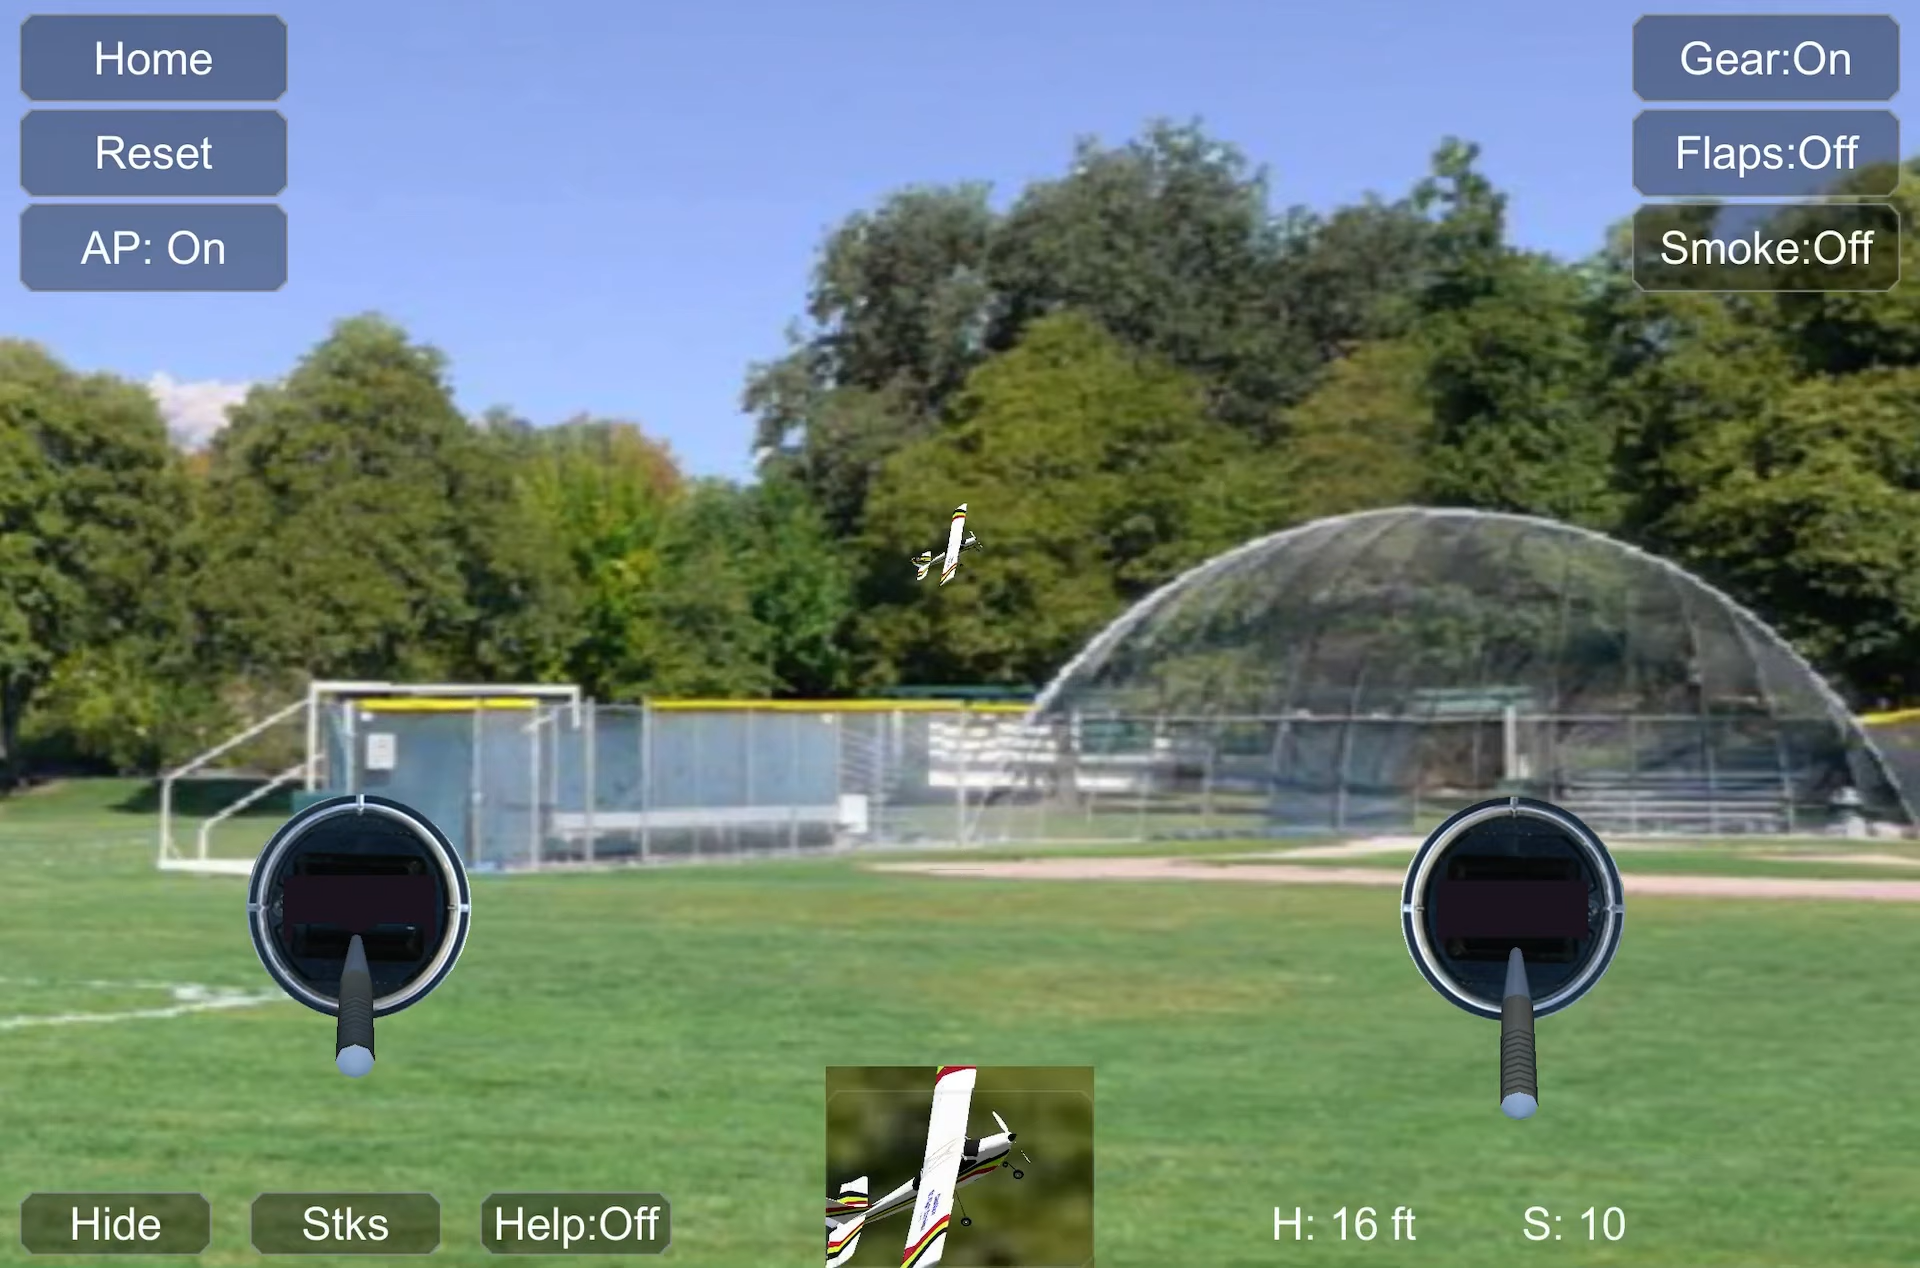 Home
Gear:On
Reset
Flaps:Off
AP: On
Smoke:Off
Hide
Stks
Help:Off
H: 16 ft
S: 10